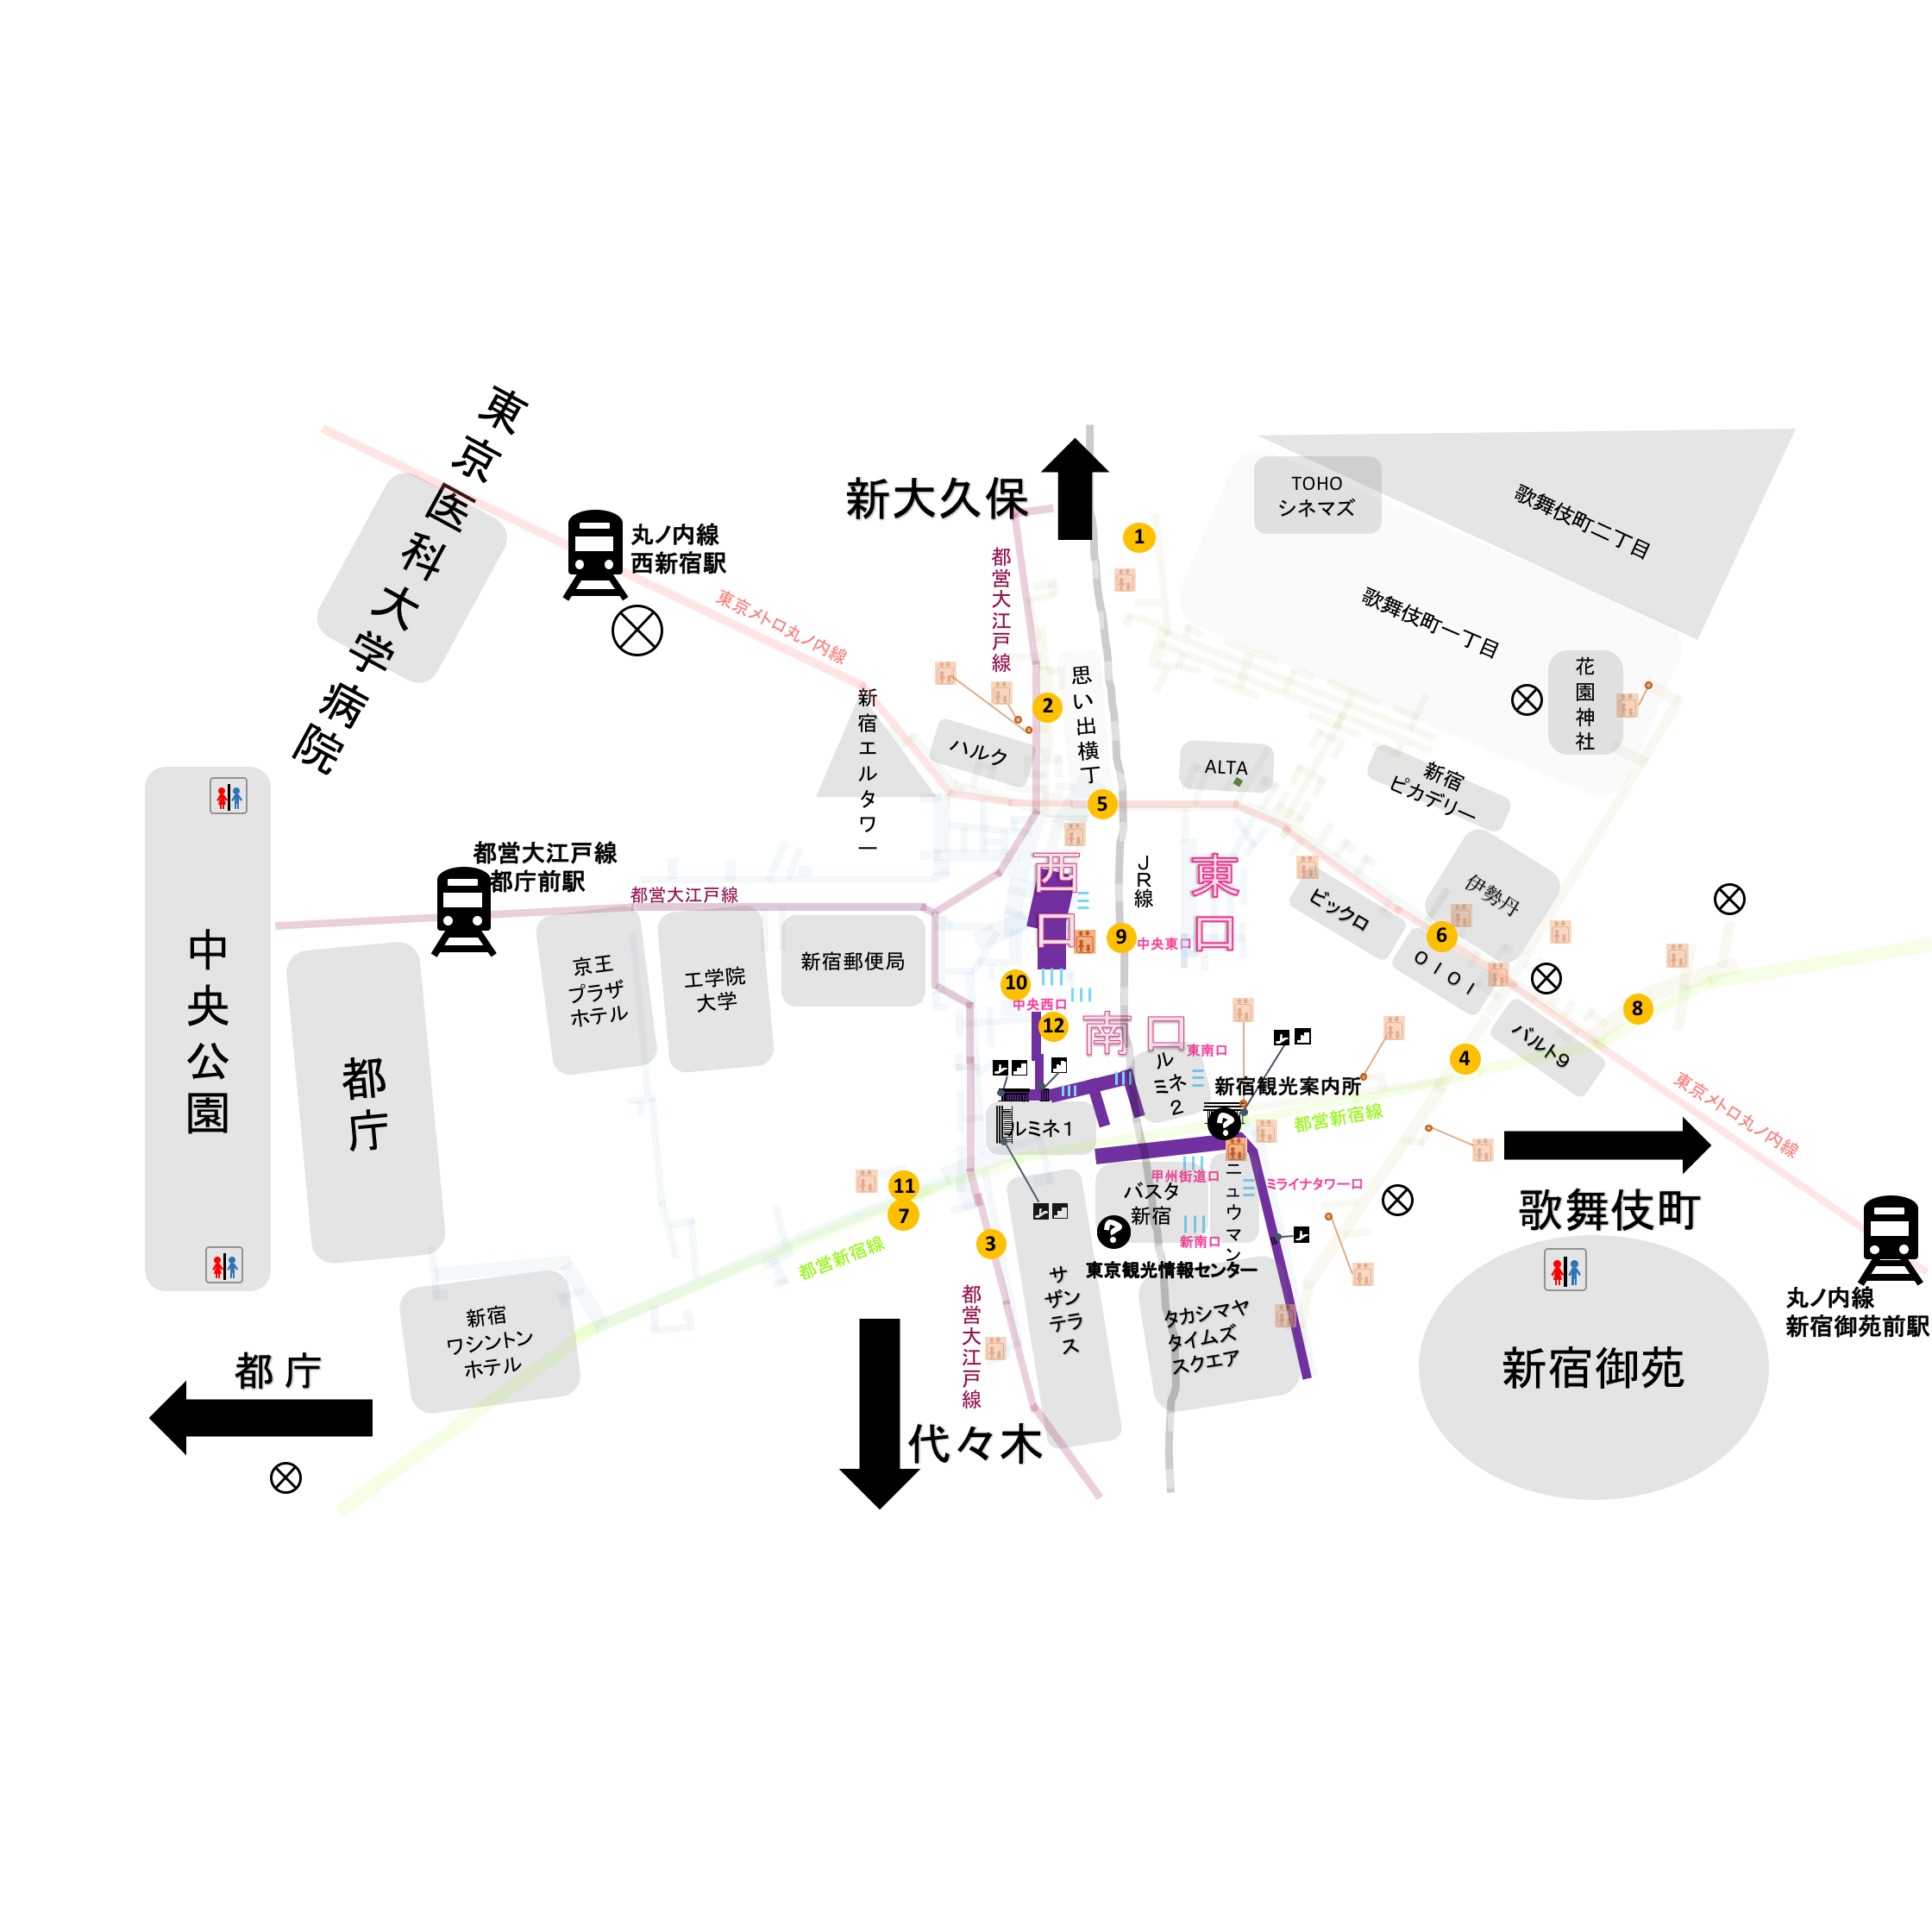 東京医科大学病院
丸ノ内線
西新宿駅
東京メトロ丸ノ内線
新大久保
都営大江戸線
1
TOHO
シネマズ
歌舞伎町二丁目
歌舞伎町一丁目
花園神社
新宿エルタワー
ハルク
2
思い出横丁
ALTA
新宿
ピカデリー
5
中央公園
都営大江戸線
都庁前駅
都営大江戸線
西口
JR線
東口
ビックロ
伊勢丹
6
OIOI
9
中央東口
京王
プラザ
ホテル
工学院
大学
新宿郵便局
10
中央西口
12
南口
東南口
8
バルト9
4
都庁
ルミネ2
新宿観光案内所
ルミネ1
都営新宿線
東京メトロ丸ノ内線
甲州街道口
ミライナタワー口
11
7
3
バスタ
新宿
ニュウマン
新南口
歌舞伎町
都営新宿線
東京観光情報センター
サザンテラス
タカシマヤ
タイムズ
スクエア
丸ノ内線
新宿御苑前駅
新宿
ワシントン
ホテル
都営大江戸線
新宿御苑
都庁
代々木